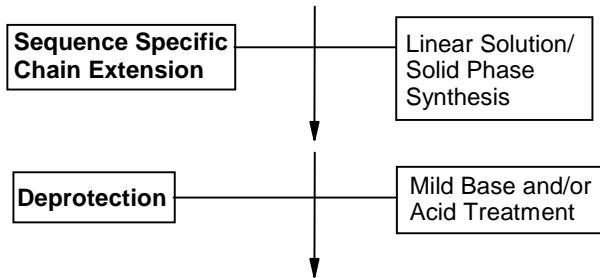 Sequence Specific
Chain Extension
Linear Solution/
Solid Phase
Synthesis
Deprotection
Mild Base and/or
Acid Treatment